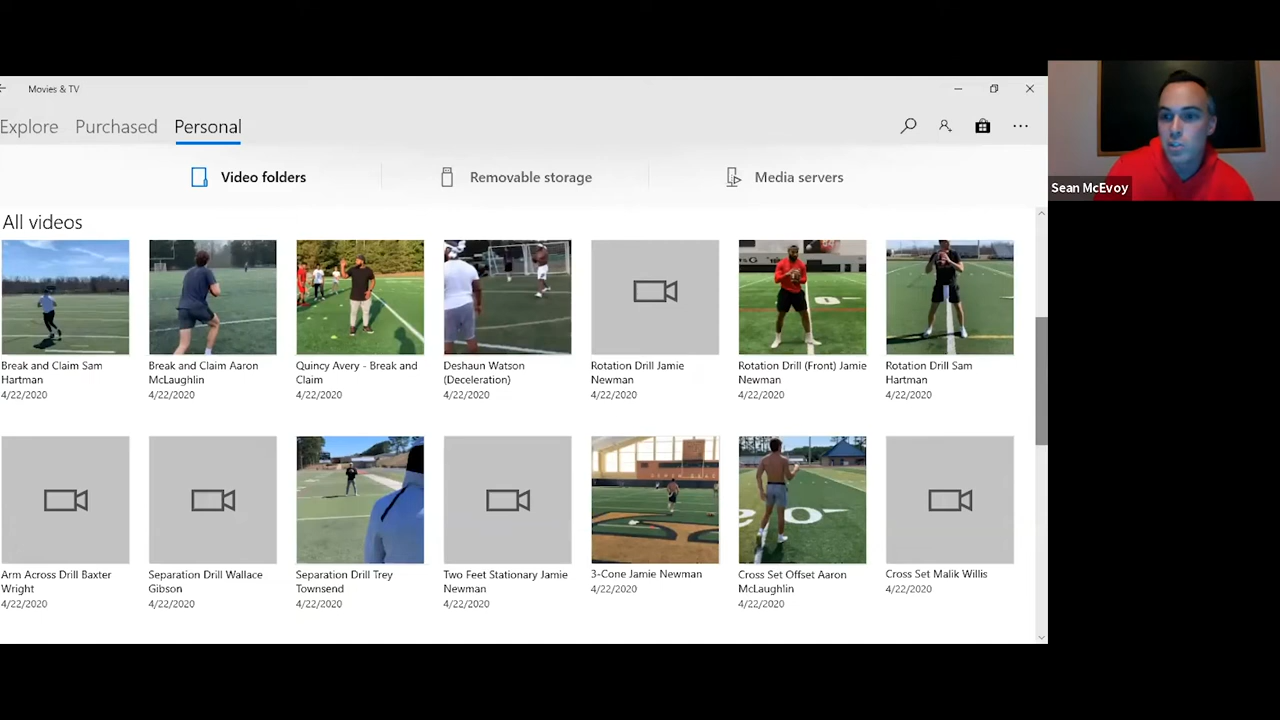 Movies & TV
Explore Purchased Personal
Video folders Removable storage Media servers
Sean McEvoy
All videos
Break and Claim Sam
Hartman
4/22/2020
Break and Claim Aaron
McLaughlin
4/22/2020
Quincy Avery - Break and
Claim
4/22/2020
Deshaun Watson
(Deceleration)
4/22/2020
Rotation Drill Jamie
Newman
4/22/2020
Rotation Drill (Front) Jamie
Newman
4/22/2020
Rotation Drill Sam
Hartman
4/22/2020
Arm Across Drill Baxter
Wright
4/22/2020
Separation Drill Wallace
Gibson
4/22/2020
Separation Drill Trey
Townsend
4/22/2020
Two Feet Stationary Jamie
Newman
4/22/2020
3-Cone Jamie Newman
4/22/2020
Cross Set Offset Aaron
McLaughlin
4/22/2020
Cross Set Malik Willis
4/22/2020